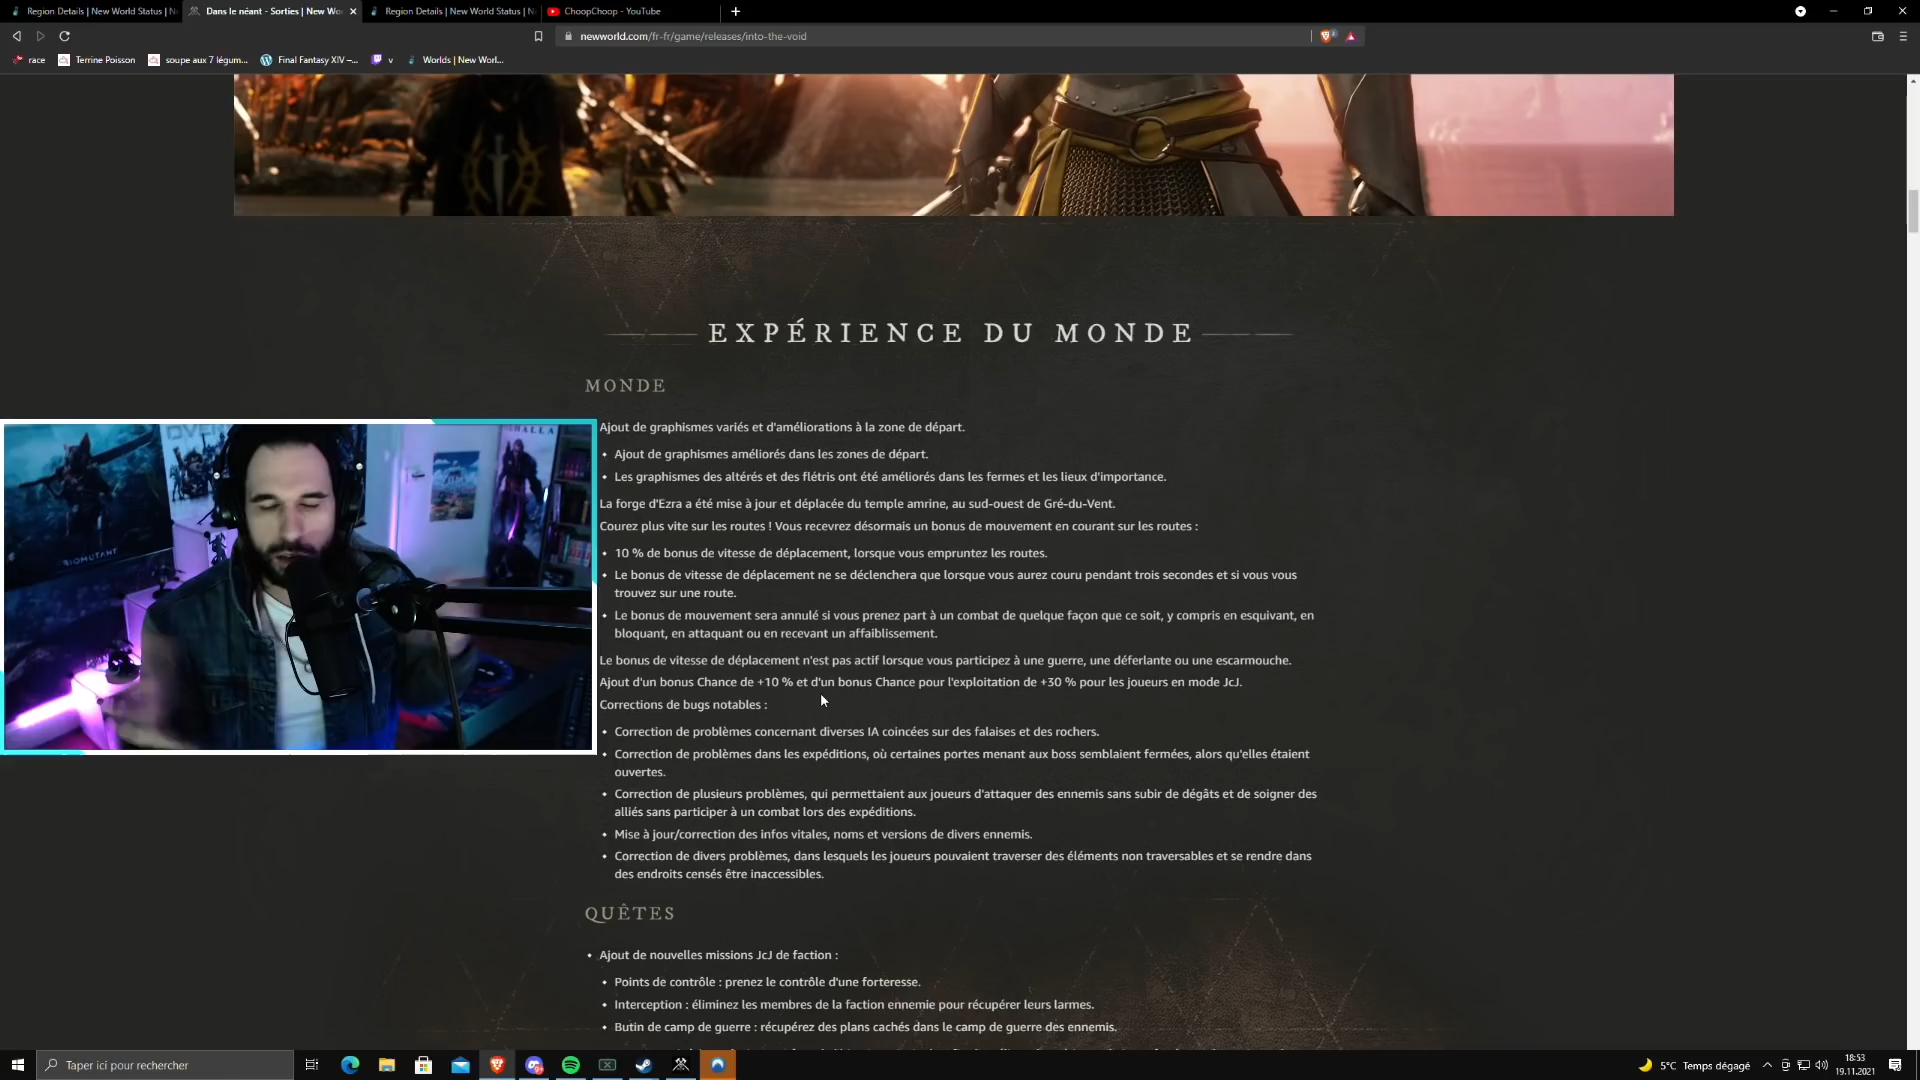 Region Details | New World Status | N
Dans le néant - Sorties | New Wo
Region Details | New World Status | N
ChoopChoop - YouTube
newworld.com/fr-fr/game/releases/into-the-void
race
Terrine Poisson
soupe aux 7 légum...
Final Fantasy XIV –...
v
Worlds | New Worl...
EXPÉRIENCE DU MONDE
MONDE
Ajout de graphismes variés et d'améliorations à la zone de départ.
• Ajout de graphismes améliorés dans les zones de départ.
• Les graphismes des altérés et des flétris ont été améliorés dans les fermes et les lieux d'importance.
La forge d'Ezra a été mise à jour et déplacée du temple amrine, au sud-ouest de Gré-du-Vent.
Courez plus vite sur les routes ! Vous recevrez désormais un bonus de mouvement en courant sur les routes :
• 10 % de bonus de vitesse de déplacement, lorsque vous empruntez les routes.
• Le bonus de vitesse de déplacement ne se déclenchera que lorsque vous aurez couru pendant trois secondes et si vous vous
trouvez sur une route.
• Le bonus de mouvement sera annulé si vous prenez part à un combat de quelque façon que ce soit, y compris en esquivant, en
bloquant, en attaquant ou en recevant un affaiblissement.
Le bonus de vitesse de déplacement n'est pas actif lorsque vous participez à une guerre, une déferlante ou une escarmouche.
Ajout d'un bonus Chance de +10 % et d'un bonus Chance pour l'exploitation de +30 % pour les joueurs en mode JcJ.
Corrections de bugs notables :
• Correction de problèmes concernant diverses IA coincées sur des falaises et des rochers.
• Correction de problèmes dans les expéditions, où certaines portes menant aux boss semblaient fermées, alors qu'elles étaient
ouvertes.
• Correction de plusieurs problèmes, qui permettaient aux joueurs d'attaquer des ennemis sans subir de dégâts et de soigner des
alliés sans participer à un combat lors des expéditions.
• Mise à jour/correction des infos vitales, noms et versions de divers ennemis.
• Correction de divers problèmes, dans lesquels les joueurs pouvaient traverser des éléments non traversables et se rendre dans
des endroits censés être inaccessibles.
QUÊTES
• Ajout de nouvelles missions JcJ de faction :
• Points de contrôle : prenez le contrôle d'une forteresse.
• Interception : éliminez les membres de la faction ennemie pour récupérer leurs larmes.
• Butin de camp de guerre : récupérez des plans cachés dans le camp de guerre des ennemis.
BIOMUTANT
Taper ici pour rechercher
5°C Temps dégagé
18:53
19.11.2021